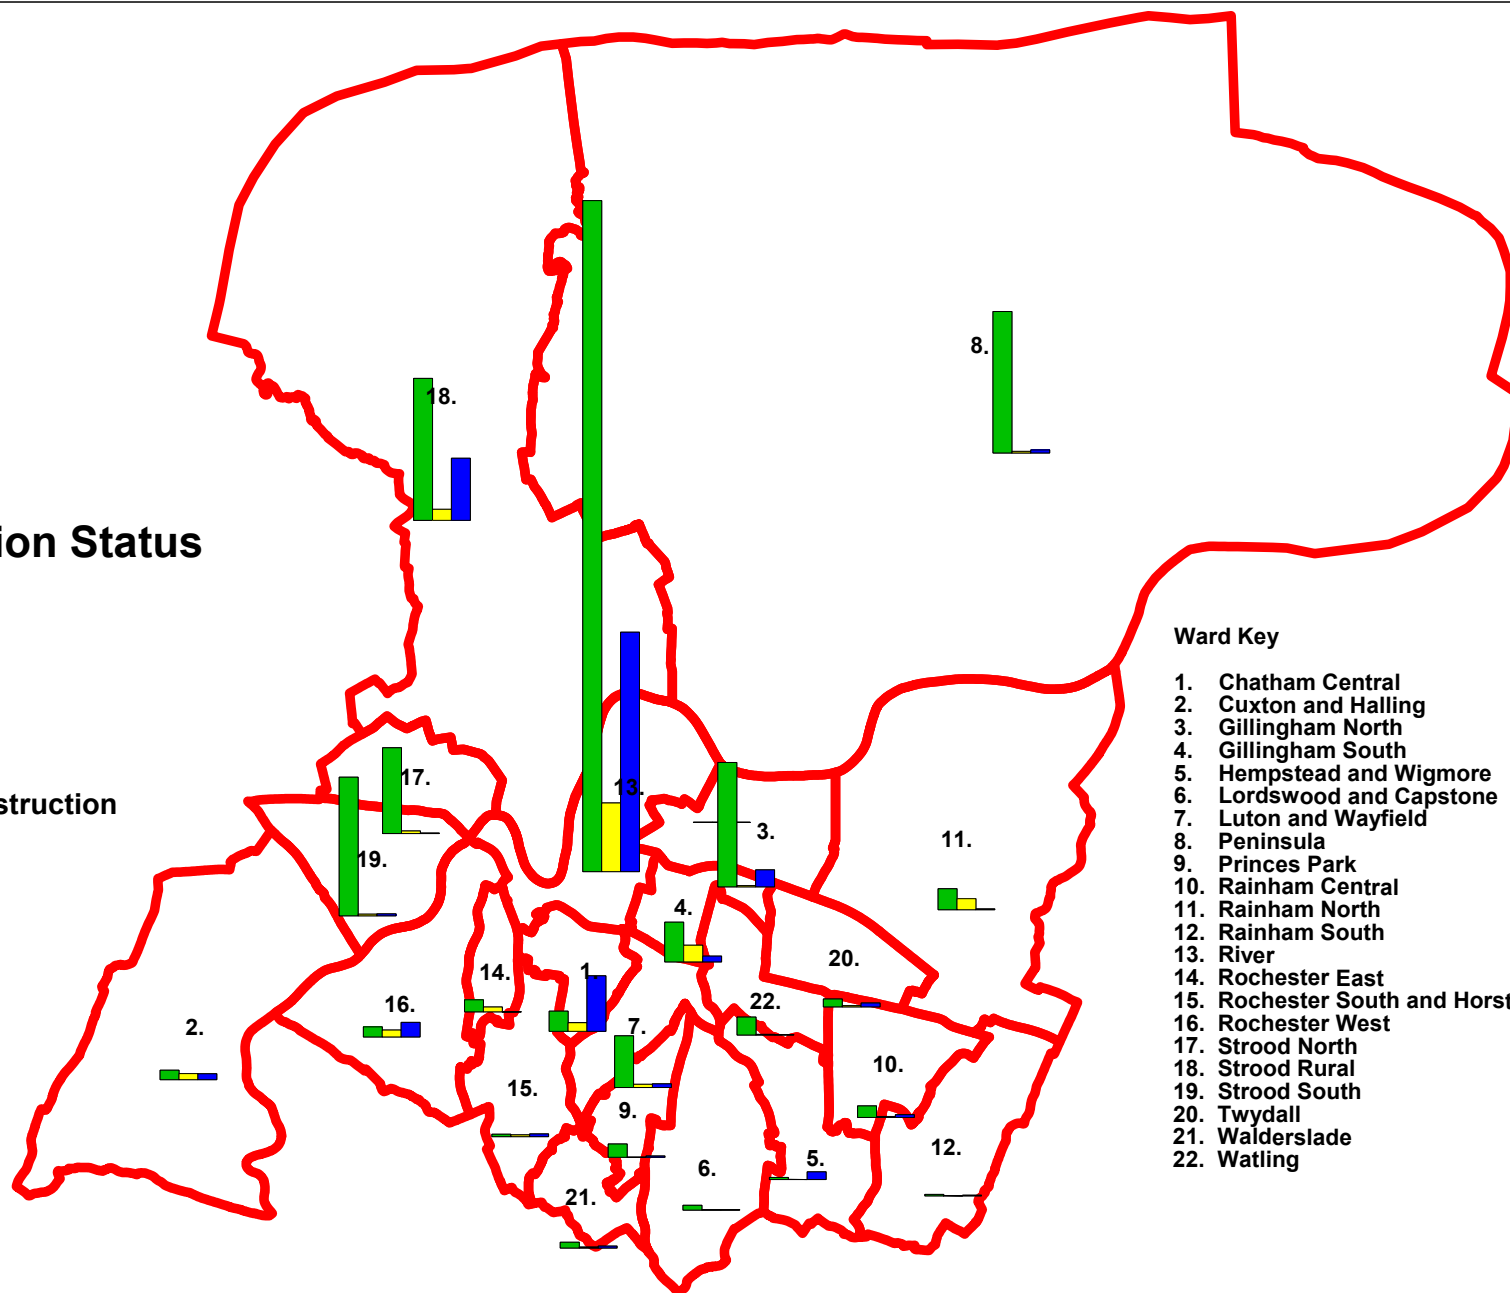 18.
8.
ion Status
Ward Key
1. Chatham Central
2. Cuxton and Halling
3. Gillingham North
4. Gillingham South
5. Hempstead and Wigmore
6. Lordswood and Capstone
7. Luton and Wayfield
8. Peninsula
9. Princes Park
10. Rainham Central
11. Rainham North
12. Rainham South
13. River
14. Rochester East
15. Rochester South and Horst
16. Rochester West
17. Strood North
18. Strood Rural
19. Strood South
20. Twydall
21. Walderslade
22. Watling
17.
13.
struction
3.
11.
19.
4.
20.
14.
1.
16.
22.
2.
7.
10.
15.
9.
12.
5.
6.
21.